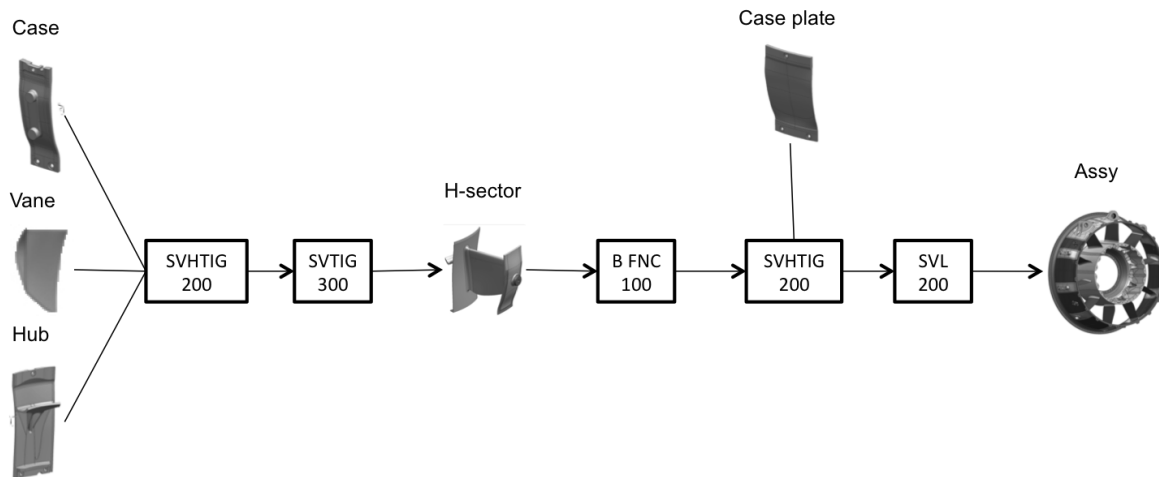 Case
Case plate
Vane
H-sector
Assy
SVHTIG
200
SVTIG
300
B FNC
100
SVHTIG
200
SVL
200
Hub